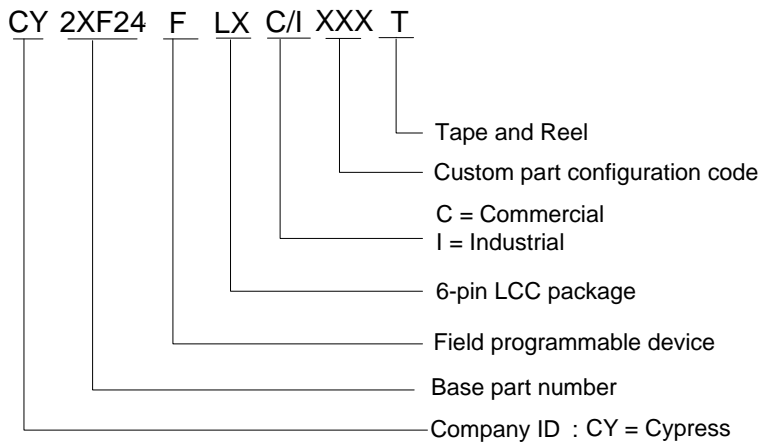 CY 2XF24 F LX C/I XXX T
Tape and Reel
Custom part configuration code
C = Commercial
I = Industrial
6-pin LCC package
Field programmable device
Base part number
Company ID : CY = Cypress